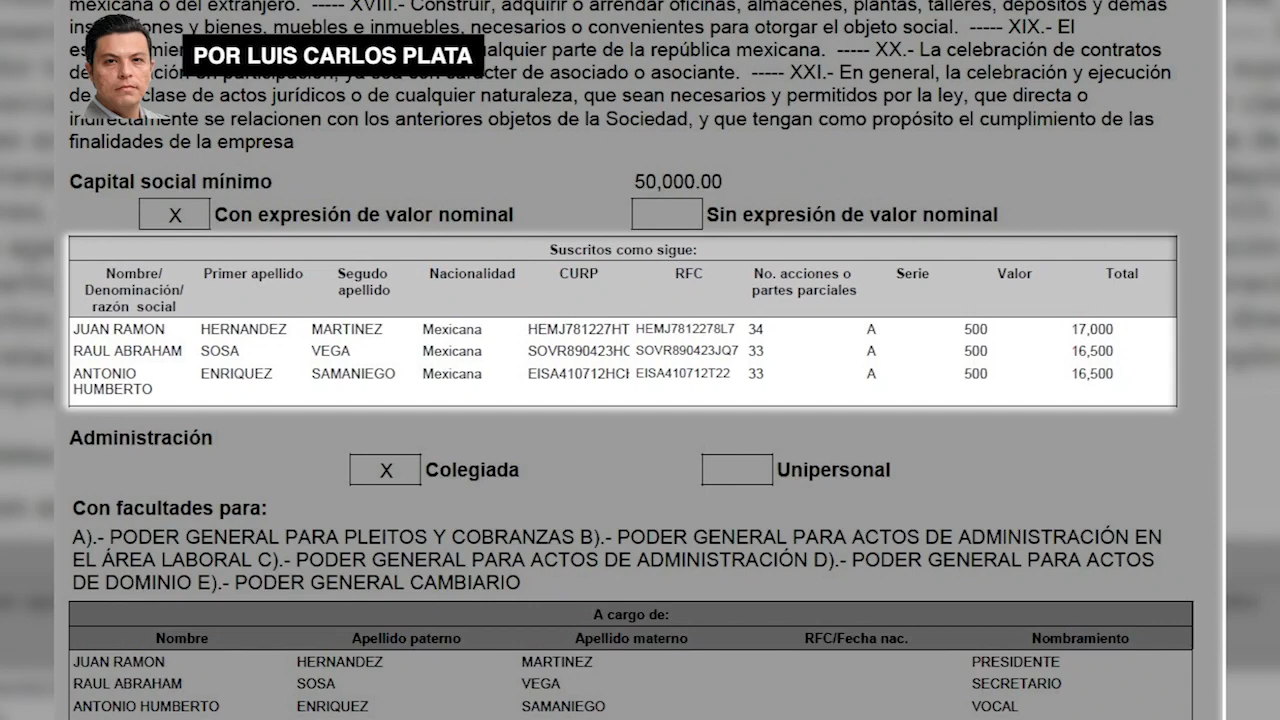 mexicana o del extranjero. ----- XVIII.- Construir, adquirir o arrendar oficinas, almacenes, plantas, talleres, depósitos y demás
y bienes, muebles e inmuebles, necesarios o convenientes para otorgar el objeto social. ----- XIX.- El
cualquier parte de la república mexicana. ----- XX.- La celebración de contratos
de asociado o asociante. ----- XXI.- En general, la celebración y ejecución
clase de actos jurídicos o de cualquier naturaleza, que sean necesarios y permitidos por la ley, que directa o
indirectamente se relacionen con los anteriores objetos de la Sociedad, y que tengan como propósito el cumplimiento de las
finalidades de la empresa
POR LUIS CARLOS PLATA
Capital social mínimo 50,000.00
X Con expresión de valor nominal Sin expresión de valor nominal
Suscritos como sigue:
Nombre/ Primer apellido Segudo Nacionalidad CURP RFC No. acciones o Serie Valor Total
Denominación/ apellido partes parciales
razón social
JUAN RAMON HERNANDEZ MARTINEZ Mexicana HEMJ781227HT HEMJ7812278L7 34 A 500 17,000
RAUL ABRAHAM SOSA VEGA Mexicana SOVR890423HC SOVR890423JQ7 33 A 500 16,500
ANTONIO ENRIQUEZ SAMANIEGO Mexicana EISA410712HC EISA410712T22 33 A 500 16,500
HUMBERTO
Administración
X Colegiada Unipersonal
Con facultades para:
A).- PODER GENERAL PARA PLEITOS Y COBRANZAS B).- PODER GENERAL PARA ACTOS DE ADMINISTRACIÓN EN
EL ÁREA LABORAL C).- PODER GENERAL PARA ACTOS DE ADMINISTRACIÓN D).- PODER GENERAL PARA ACTOS
DE DOMINIO E).- PODER GENERAL CAMBIARIO
A cargo de:
Nombre Apellido paterno Apellido materno RFC/Fecha nac. Nombramiento
JUAN RAMON HERNANDEZ MARTINEZ PRESIDENTE
RAUL ABRAHAM SOSA VEGA SECRETARIO
ANTONIO HUMBERTO ENRIQUEZ SAMANIEGO VOCAL